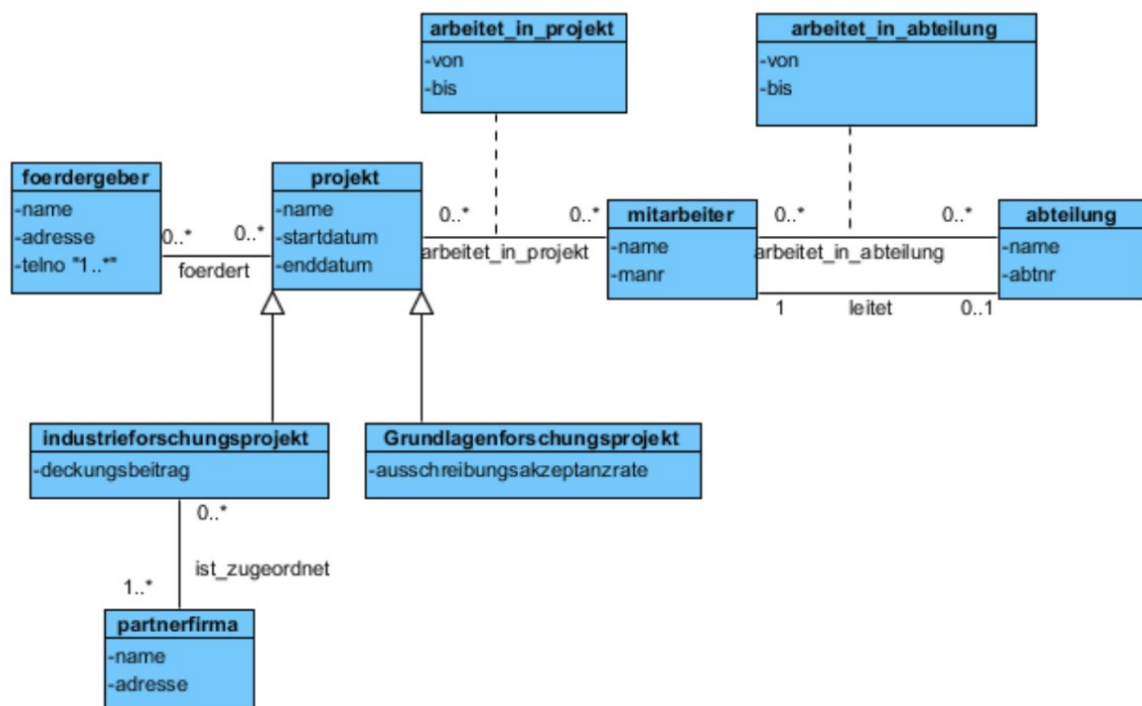 arbeitet_in_projekt
-von
-bis
arbeitet_in_abteilung
-von
-bis
foerdergeber
-name
-adresse
-telno "1..*"
0..*
0..*
foerdert
projekt
-name
-startdatum
-enddatum
0..*
0..*
arbeitet_in_projekt
mitarbeiter
-name
-manr
0..*
0..*
arbeitet_in_abteilung
1
leitet
0..1
abteilung
-name
-abtnr
industrieforschungsprojekt
-deckungsbeitrag
Grundlagenforschungsprojekt
-ausschreibungsakzeptanzrate
0..*
ist_zugeordnet
1..*
partnerfirma
-name
-adresse